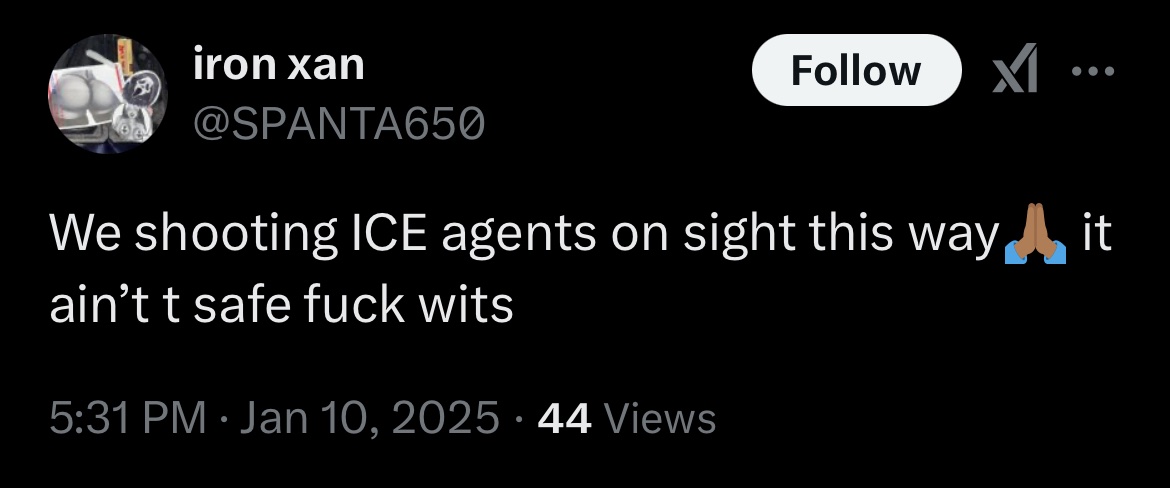 iron xan
Follow
@SPANTA650
We shooting ICE agents on sight this way🙏🏾 it
ain’t t safe fuck wits
5:31 PM · Jan 10, 2025 · 44 Views